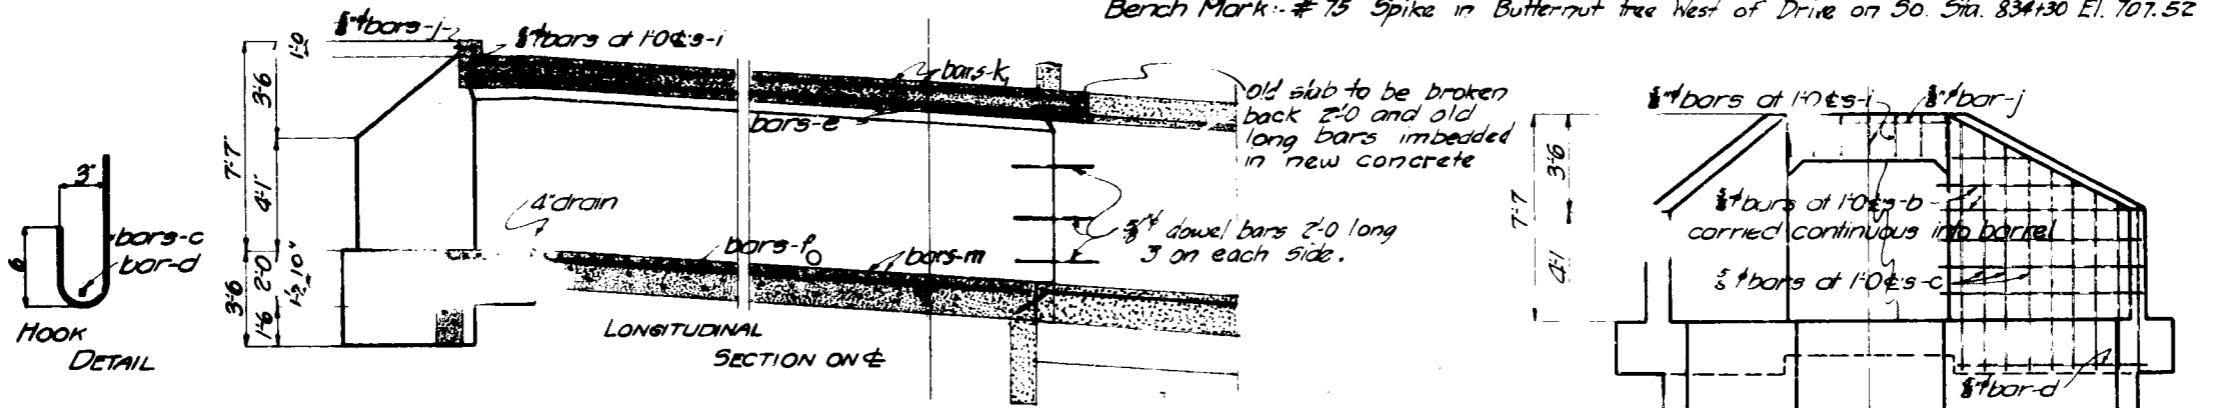 Bench Mark:- # 75 Spike in Butternut tree West of Drive on So. Sta. 834+30 El. 707.52
bars-j
bars at 1'-0 ¢s-i
1'-0
3'-6
7'-7"
4'-1"
3'-6
2'-0
1'-6
bars-k
bars-e
Old slab to be broken
back 2'-0 and old
long bars imbedded
in new concrete
4" drain
bars-f
bars-m
⅝"ϕ dowel bars 2'-0 long
3 on each side.
3"
6
bars-c
bar-d
HOOK
DETAIL
LONGITUDINAL
SECTION ON ℄
bars at 1'-0 ¢s-i
bar-j
7'-7
3'-6
4'-1
bars at 1'-0 ¢s-b
carried continuous into barrel
bars at 1'-0 ¢s-c
bar-d